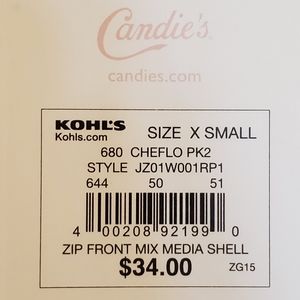 Candie's®
candies.com
KOHL'S
Kohls.com
SIZE X SMALL
680 CHEFLO PK2
STYLE JZ01W001RP1
644 50 51
4 00208 92199 0
ZIP FRONT MIX MEDIA SHELL
$34.00
ZG15